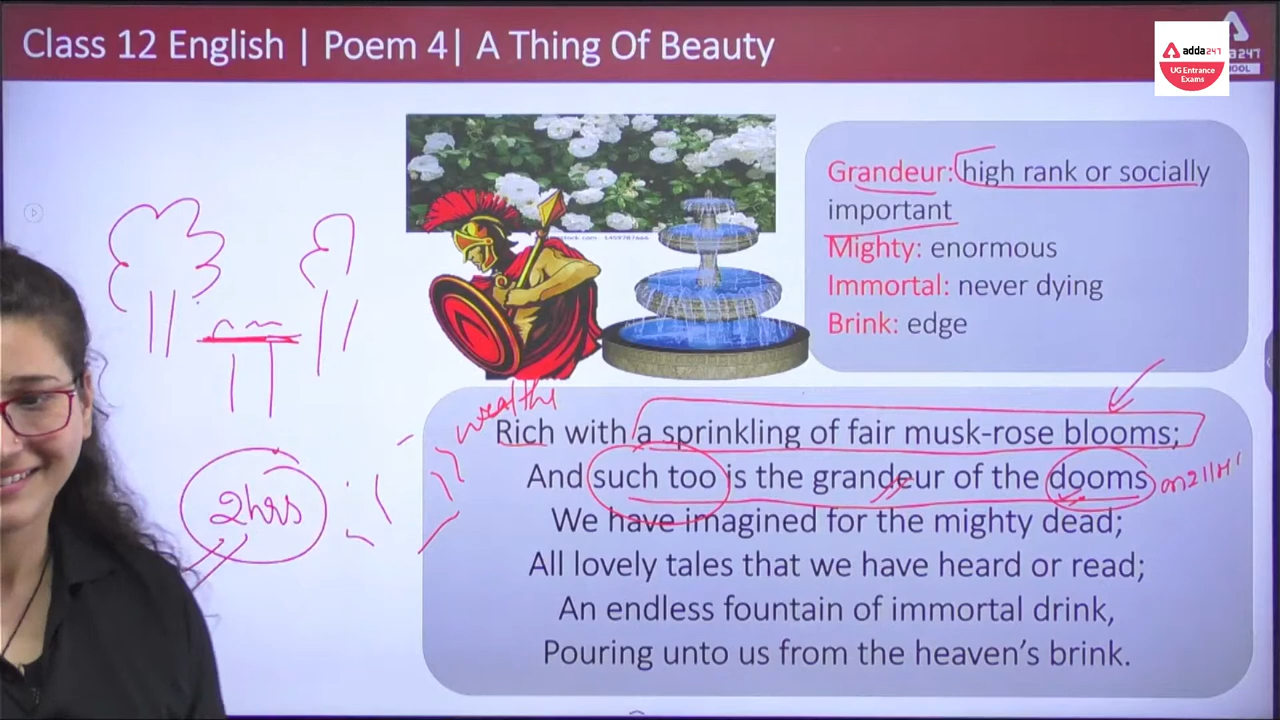 Class 12 English | Poem 4| A Thing Of Beauty
adda247
UG Entrance
Exams
Grandeur: high rank or socially
important
Mighty: enormous
Immortal: never dying
Brink: edge
Rich with a sprinkling of fair musk-rose blooms;
And such too is the grandeur of the dooms
We have imagined for the mighty dead;
All lovely tales that we have heard or read;
An endless fountain of immortal drink,
Pouring unto us from the heaven's brink.
2hrs